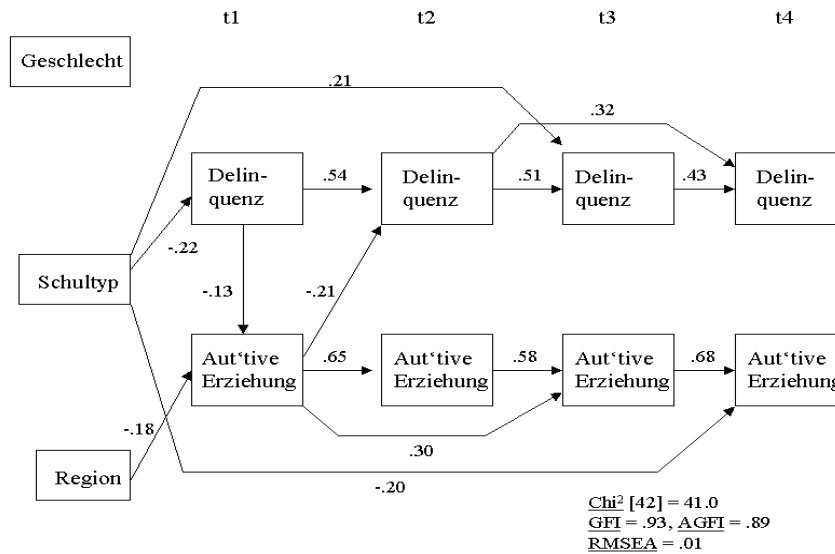 t1 t2 t3 t4
Geschlecht
.21
.32
Delin-
quenz
.54
Delin-
quenz
.51
Delin-
quenz
.43
Delin-
quenz
-.22
Schultyp
-.13
-.21
Aut‘tive
Erziehung
.65
Aut‘tive
Erziehung
.58
Aut‘tive
Erziehung
.68
Aut‘tive
Erziehung
-.18
.30
Region
-.20
Chi² [42] = 41.0
GFI = .93, AGFI = .89
RMSEA = .01